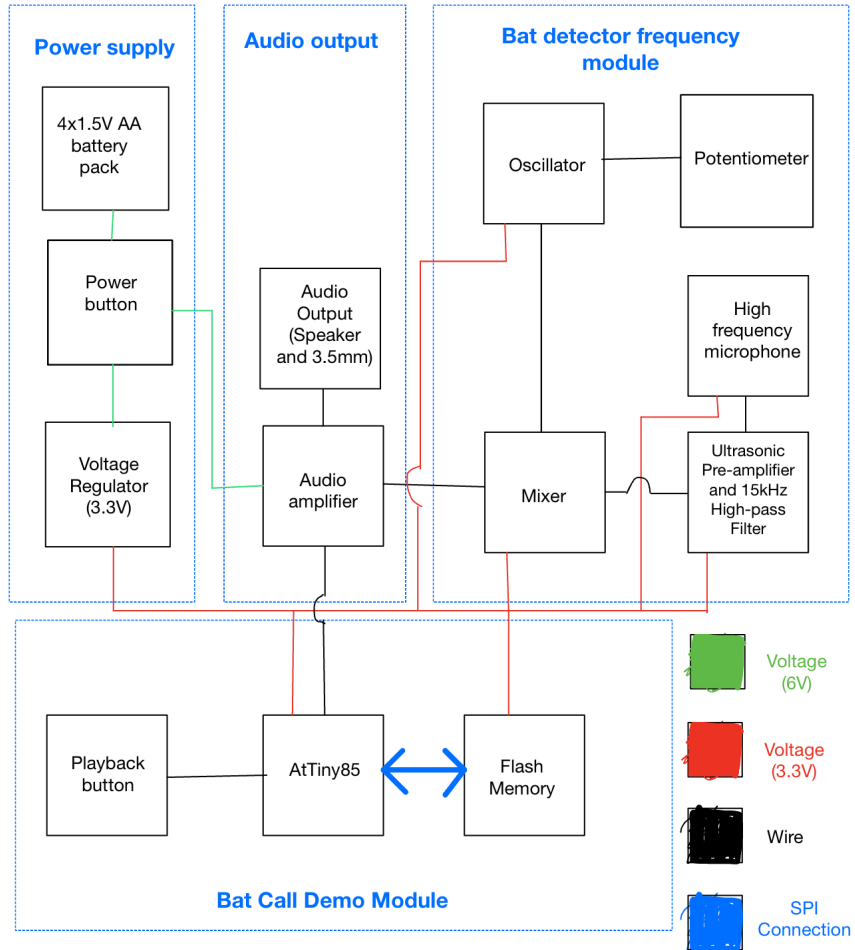 Power supply
Audio output
Bat detector frequency
module
4x1.5V AA
battery
pack
Oscillator
Potentiometer
Power
button
Audio
Output
(Speaker
and 3.5mm)
High
frequency
microphone
Voltage
Regulator
(3.3V)
Audio
amplifier
Mixer
Ultrasonic
Pre-amplifier
and 15kHz
High-pass
Filter
Playback
button
AtTiny85
Flash
Memory
Bat Call Demo Module
Voltage
(6V)
Voltage
(3.3V)
Wire
SPI
Connection